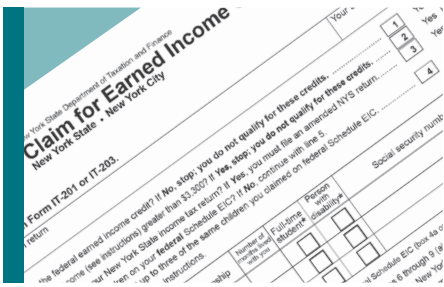 York State Department of Taxation and Finance
Claim for Earned Income
New York State • New York City
Your
Form IT-201 or IT-203.
return
the federal earned income credit? If No, stop; you do not qualify for these credits. 1 Yes
ome (see instructions) greater than $3,300? If Yes, stop; you do not qualify for these credits. 2 Yes
ur New York State income tax return? If Yes, you must file an amended NYS return. 3 Ye
ren on your federal Schedule EIC? If No, continue with line 5. 4
up to three of the same children you claimed on federal Schedule EIC.
instructions.
Number of
months lived
with you
Full-time
student*
Person
with
disability*
Social security numb
Schedule EIC (box 4a o
6 through 9
New York